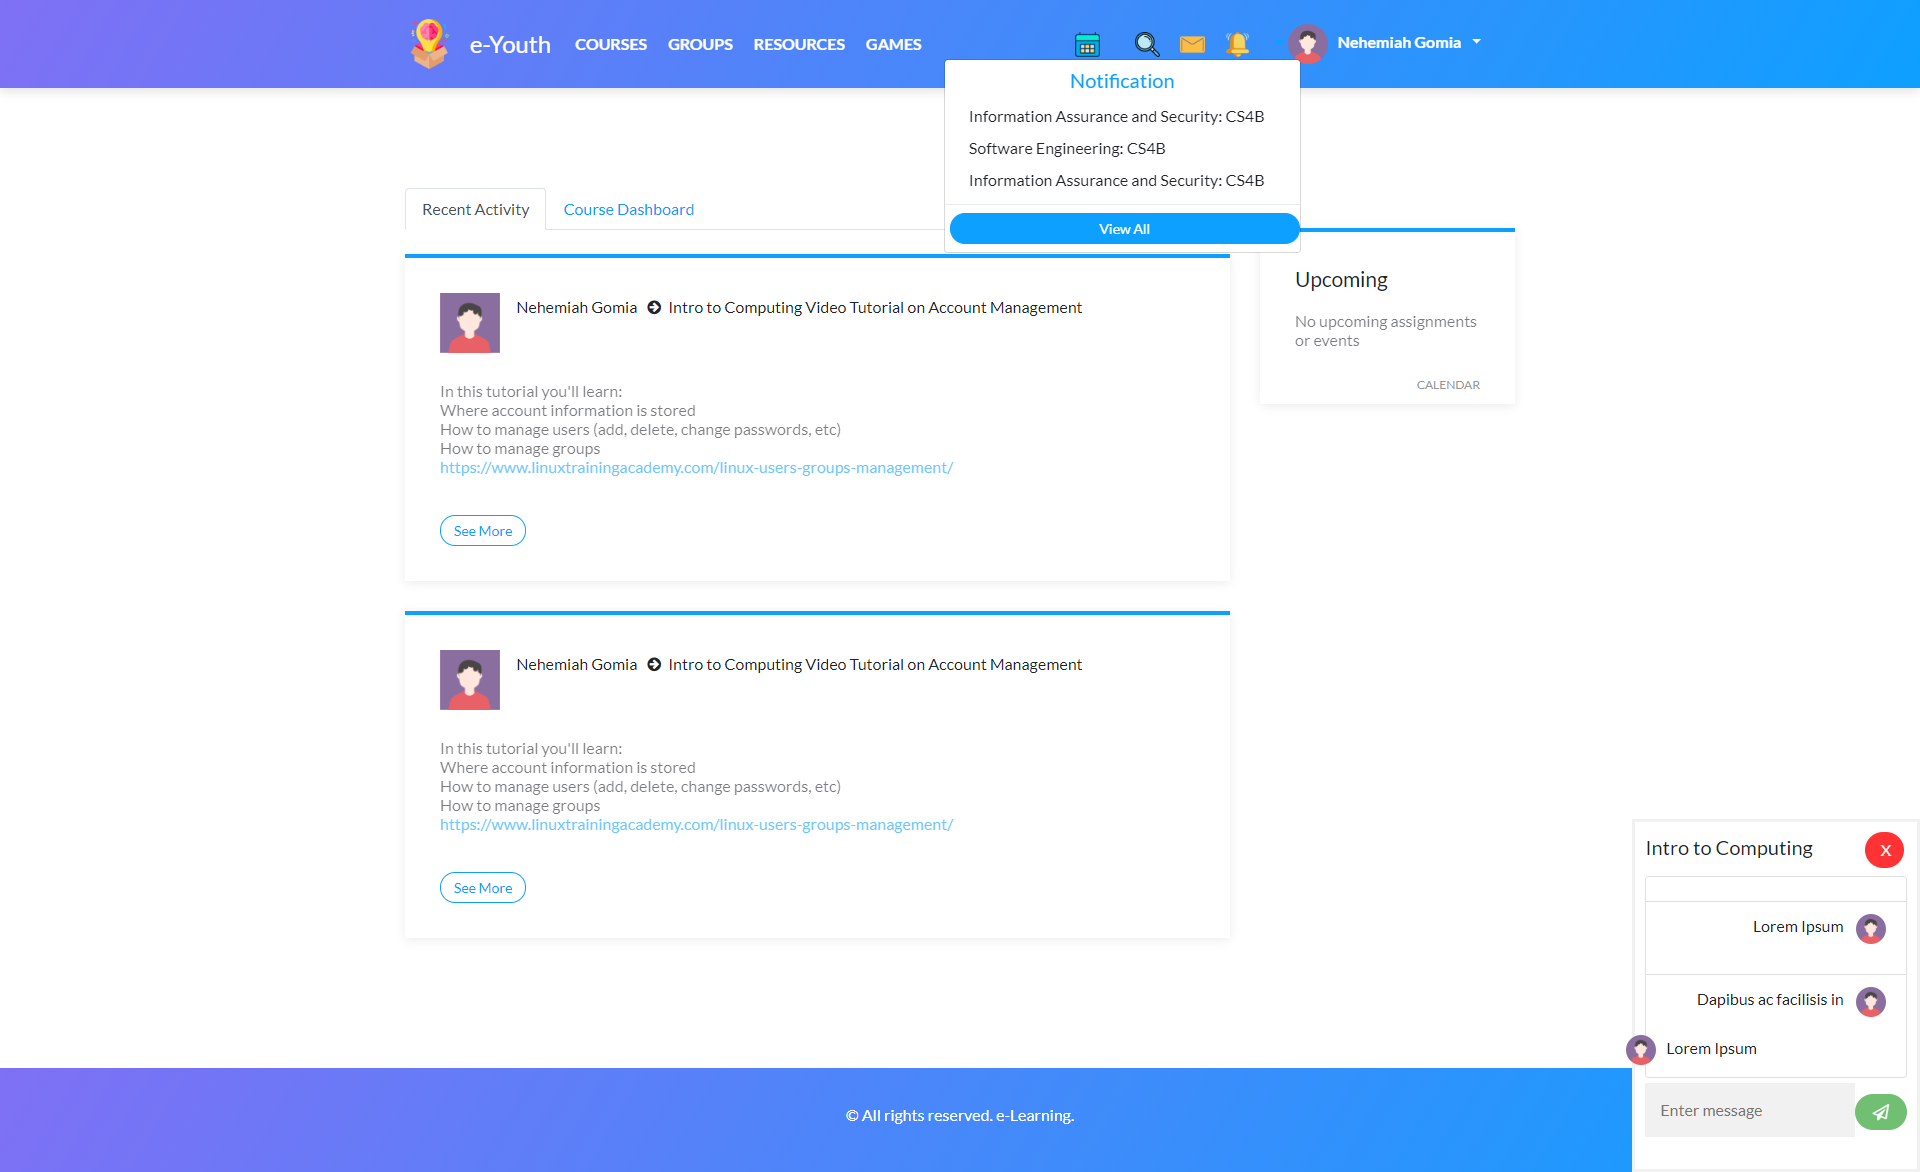 e-Youth COURSES GROUPS RESOURCES GAMES Nehemiah Gomia
Notification
Information Assurance and Security: CS4B
Software Engineering: CS4B
Information Assurance and Security: CS4B
View All
Recent Activity Course Dashboard
Nehemiah Gomia Intro to Computing Video Tutorial on Account Management
In this tutorial you'll learn:
Where account information is stored
How to manage users (add, delete, change passwords, etc)
How to manage groups
https://www.linuxtrainingacademy.com/linux-users-groups-management/
See More
Upcoming
No upcoming assignments
or events
CALENDAR
Nehemiah Gomia Intro to Computing Video Tutorial on Account Management
In this tutorial you'll learn:
Where account information is stored
How to manage users (add, delete, change passwords, etc)
How to manage groups
https://www.linuxtrainingacademy.com/linux-users-groups-management/
See More
Intro to Computing X
Lorem Ipsum
Dapibus ac facilisis in
Lorem Ipsum
Enter message
© All rights reserved. e-Learning.